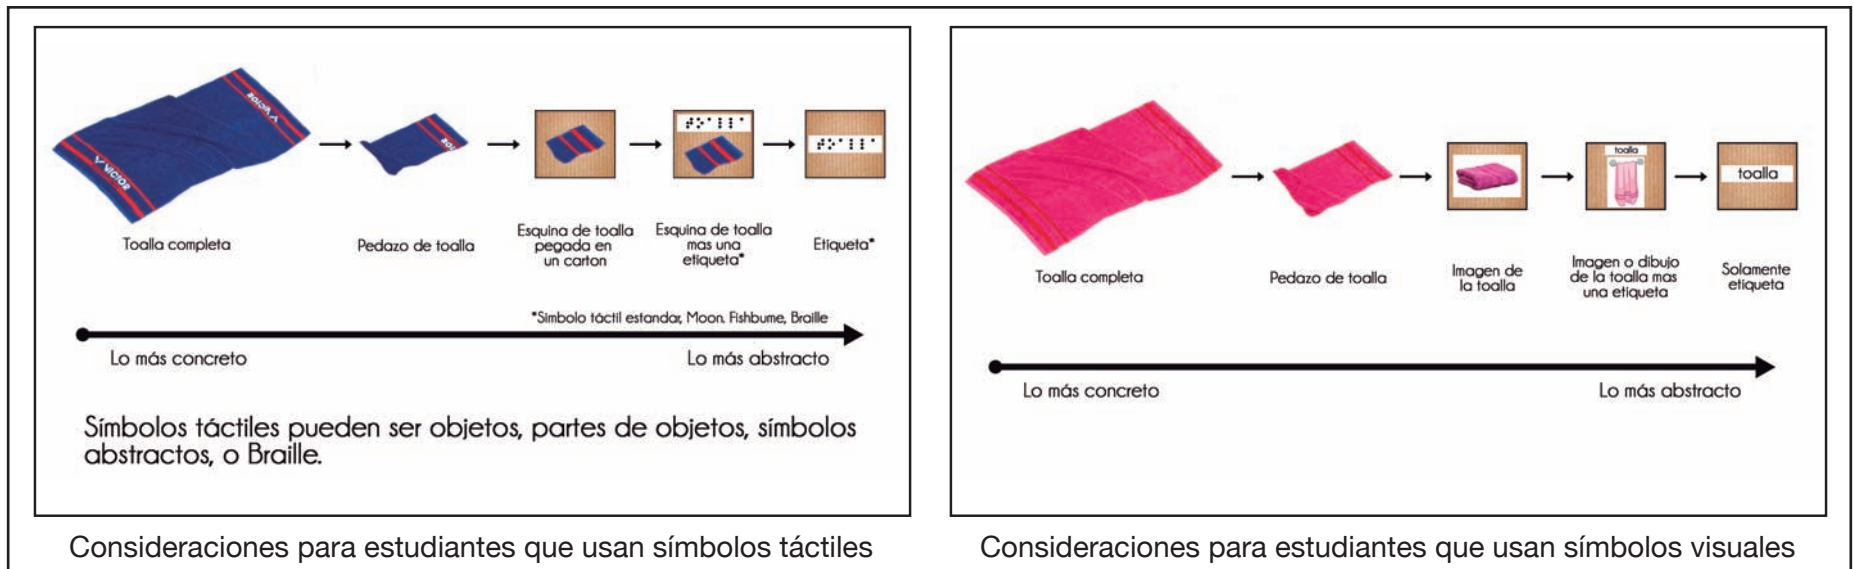 VICTOR
Toalla completa
Pedazo de toalla
Esquina de toalla
pegada en
un carton
Esquina de toalla
mas una
etiqueta*
Etiqueta*
*Simbolo táctil estandar, Moon. Fishburne, Braille
Lo más concreto
Lo más abstracto
Símbolos táctiles pueden ser objetos, partes de objetos, símbolos
abstractos, o Braille.
Consideraciones para estudiantes que usan símbolos táctiles
toalla
toalla
Toalla completa
Pedazo de toalla
Imagen de
la toalla
Imagen o dibujo
de la toalla mas
una etiqueta
Solamente
etiqueta
Lo más concreto
Lo más abstracto
Consideraciones para estudiantes que usan símbolos visuales